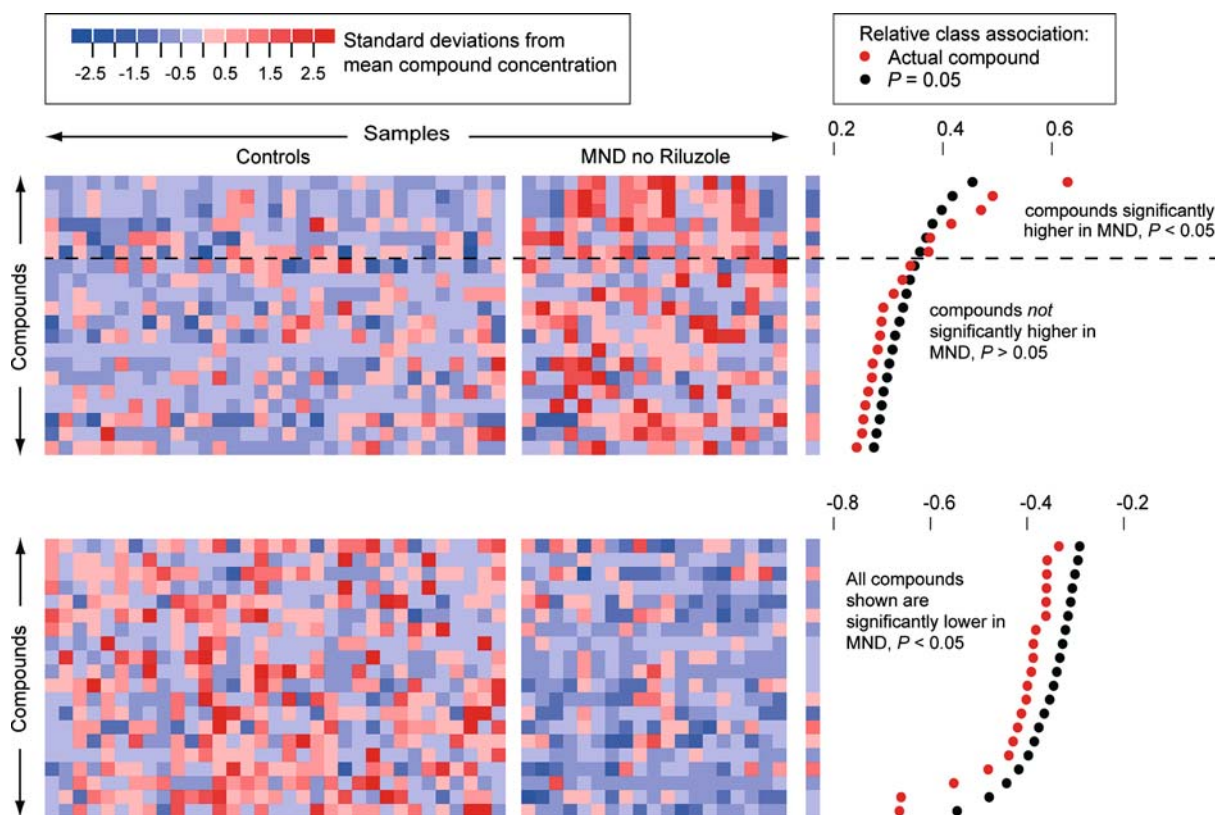 Standard deviations from
mean compound concentration
-2.5 -1.5 -0.5 0.5 1.5 2.5
Relative class association:
Actual compound
P = 0.05
Samples
Controls
MND no Riluzole
0.2 0.4 0.6
Compounds
compounds significantly
higher in MND, P < 0.05
compounds not
significantly higher in
MND, P > 0.05
-0.8 -0.6 -0.4 -0.2
Compounds
All compounds
shown are
significantly lower in
MND, P < 0.05